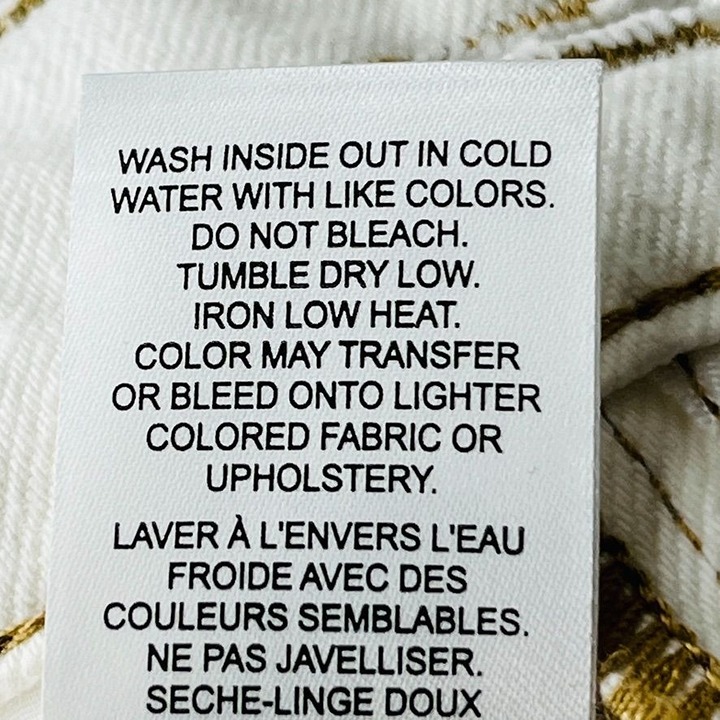 WASH INSIDE OUT IN COLD
WATER WITH LIKE COLORS.
DO NOT BLEACH.
TUMBLE DRY LOW.
IRON LOW HEAT.
COLOR MAY TRANSFER
OR BLEED ONTO LIGHTER
COLORED FABRIC OR
UPHOLSTERY.
LAVER À L'ENVERS L'EAU
FROIDE AVEC DES
COULEURS SEMBLABLES.
NE PAS JAVELLISER.
SECHE-LINGE DOUX